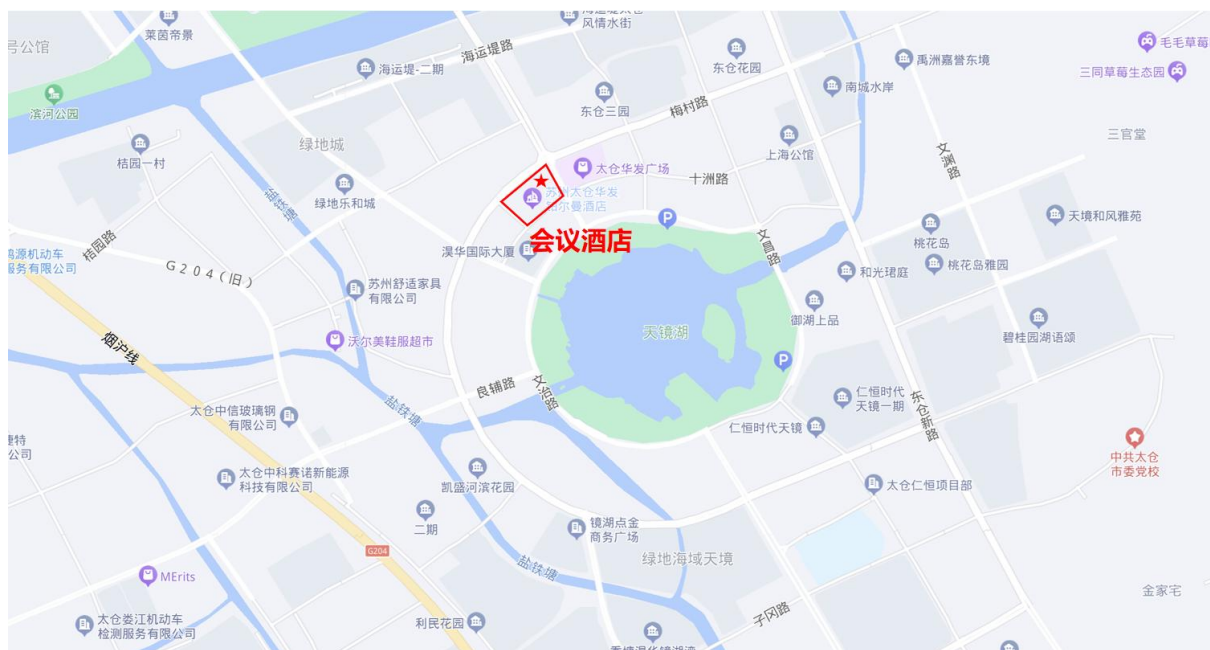 莱茵帝景
风情水街
号公馆
海运堤路
海运堤-二期
东仓花园
禹洲嘉誉东境
毛毛草莓
三同草莓生态园
南城水岸
滨河公园
东仓三园
梅村路
三官堂
绿地城
上海公馆
文渊路
桔园一村
太仓华发广场
十洲路
盐铁塘
绿地乐和城
苏州太仓华发
铂尔曼酒店
会议酒店
天境和风雅苑
桃花岛
文昌路
桔园路
淏华国际大厦
鸿源机动车
服务有限公司
G204(旧)
和光珺庭
桃花岛雅园
苏州舒适家具
有限公司
御湖上品
天镜湖
碧桂园湖语颂
烟沪线
沃尔美鞋服超市
P
P
良辅路
文治路
仁恒时代
天镜一期
东仓新路
盐铁塘
太仓中信玻璃钢
有限公司
仁恒时代天镜
捷特
公司
中共太仓
市委党校
太仓中科赛诺新能源
科技有限公司
凯盛河滨花园
太仓仁恒项目部
二期
镜湖点金
商务广场
G204
绿地海域天境
盐铁塘
MErits
金家宅
子冈路
太仓娄江机动车
检测服务有限公司
利民花园